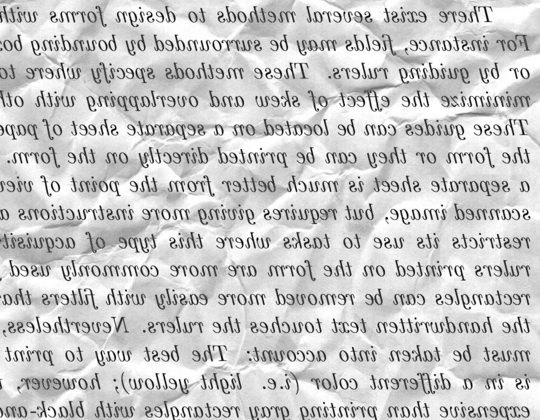 There exist several methods to design forms with
For instance, fields may be surrounded by bounding box
or by guiding rulers. These methods specify where to
minimize the effect of skew and overlapping with oth
These guides can be located on a separate sheet of pape
the form or they can be printed directly on the form.
a separate sheet is much better from the point of view
scanned image, but requires giving more instructions a
restricts its use to tasks where this type of acquisit
rulers printed on the form are more commonly used
rectangles can be removed more easily with filters tha
the handwritten text touches the rulers. Nevertheless,
must be taken into account: The best way to print
is in a different color (i.e. light yellow); however,
expensive than printing gray rectangles with black-an